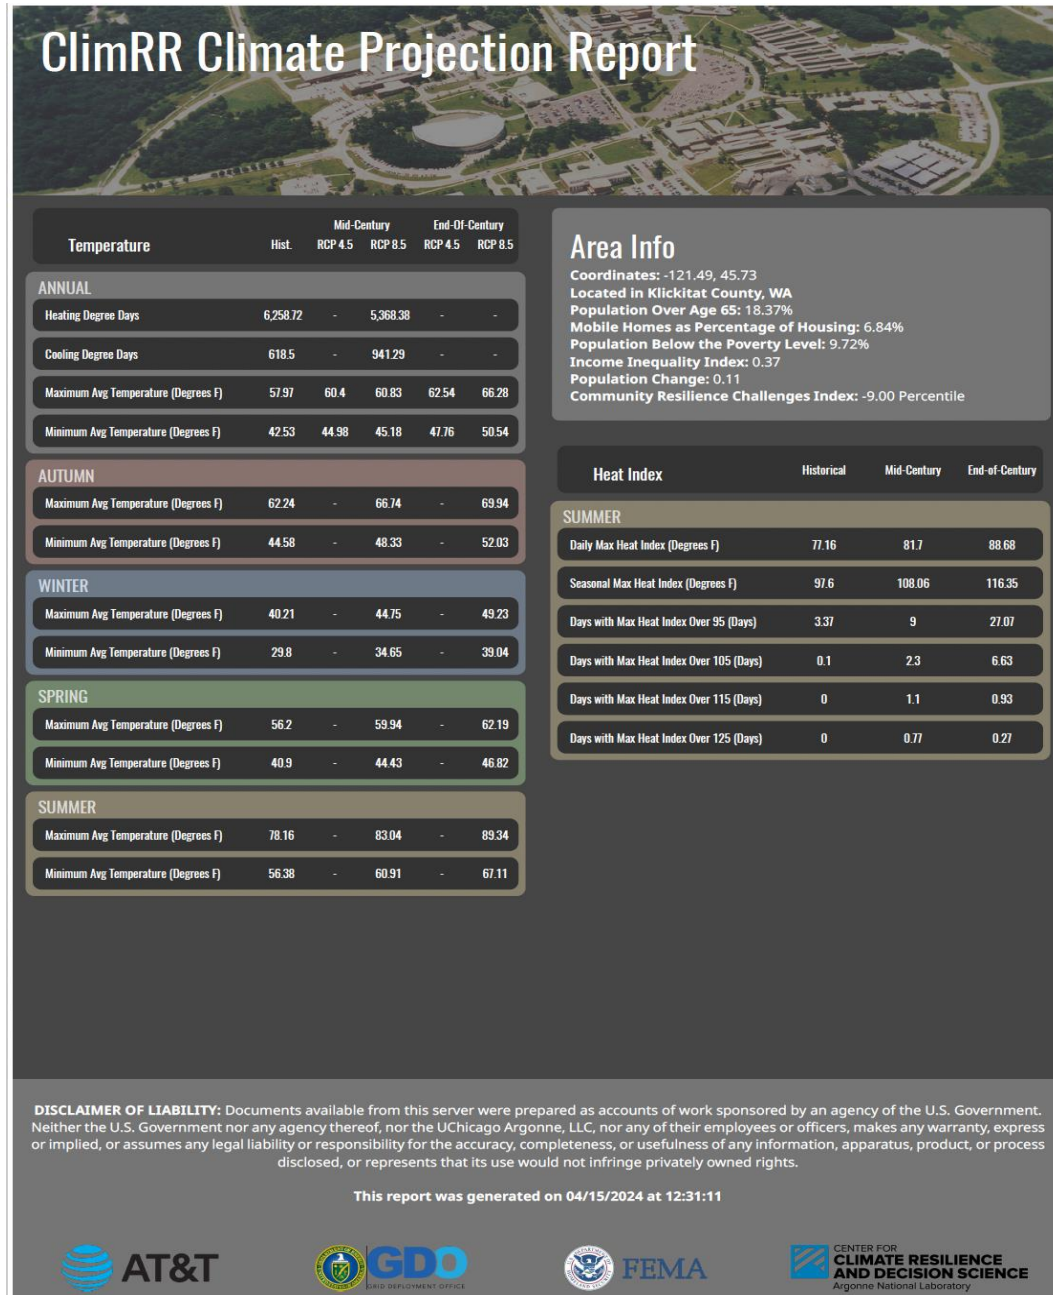 ClimRR Climate Projection Report
Temperature Hist. Mid-Century RCP 4.5 RCP 8.5 End-Of-Century RCP 4.5 RCP 8.5
ANNUAL
Heating Degree Days 6,258.72 - 5,368.38 - -
Cooling Degree Days 618.5 - 941.29 - -
Maximum Avg Temperature (Degrees F) 57.97 60.4 60.83 62.54 66.28
Minimum Avg Temperature (Degrees F) 42.53 44.98 45.18 47.76 50.54
AUTUMN
Maximum Avg Temperature (Degrees F) 62.24 - 66.74 - 69.94
Minimum Avg Temperature (Degrees F) 44.58 - 48.33 - 52.03
WINTER
Maximum Avg Temperature (Degrees F) 40.21 - 44.75 - 49.23
Minimum Avg Temperature (Degrees F) 29.8 - 34.65 - 39.04
SPRING
Maximum Avg Temperature (Degrees F) 56.2 - 59.94 - 62.19
Minimum Avg Temperature (Degrees F) 40.9 - 44.43 - 46.82
SUMMER
Maximum Avg Temperature (Degrees F) 78.16 - 83.04 - 89.34
Minimum Avg Temperature (Degrees F) 56.38 - 60.91 - 67.11
Area Info
Coordinates: -121.49, 45.73
Located in Klickitat County, WA
Population Over Age 65: 18.37%
Mobile Homes as Percentage of Housing: 6.84%
Population Below the Poverty Level: 9.72%
Income Inequality Index: 0.37
Population Change: 0.11
Community Resilience Challenges Index: -9.00 Percentile
Heat Index Historical Mid-Century End-of-Century
SUMMER
Daily Max Heat Index (Degrees F) 77.16 81.7 88.68
Seasonal Max Heat Index (Degrees F) 97.6 108.06 116.35
Days with Max Heat Index Over 95 (Days) 3.37 9 27.07
Days with Max Heat Index Over 105 (Days) 0.1 2.3 6.63
Days with Max Heat Index Over 115 (Days) 0 1.1 0.93
Days with Max Heat Index Over 125 (Days) 0 0.77 0.27
DISCLAIMER OF LIABILITY: Documents available from this server were prepared as accounts of work sponsored by an agency of the U.S. Government.
Neither the U.S. Government nor any agency thereof, nor the UChicago Argonne, LLC, nor any of their employees or officers, makes any warranty, express
or implied, or assumes any legal liability or responsibility for the accuracy, completeness, or usefulness of any information, apparatus, product, or process
disclosed, or represents that its use would not infringe privately owned rights.
This report was generated on 04/15/2024 at 12:31:11
AT&T
GDO
GRID DEPLOYMENT OFFICE
FEMA
CENTER FOR
CLIMATE RESILIENCE
AND DECISION SCIENCE
Argonne National Laboratory